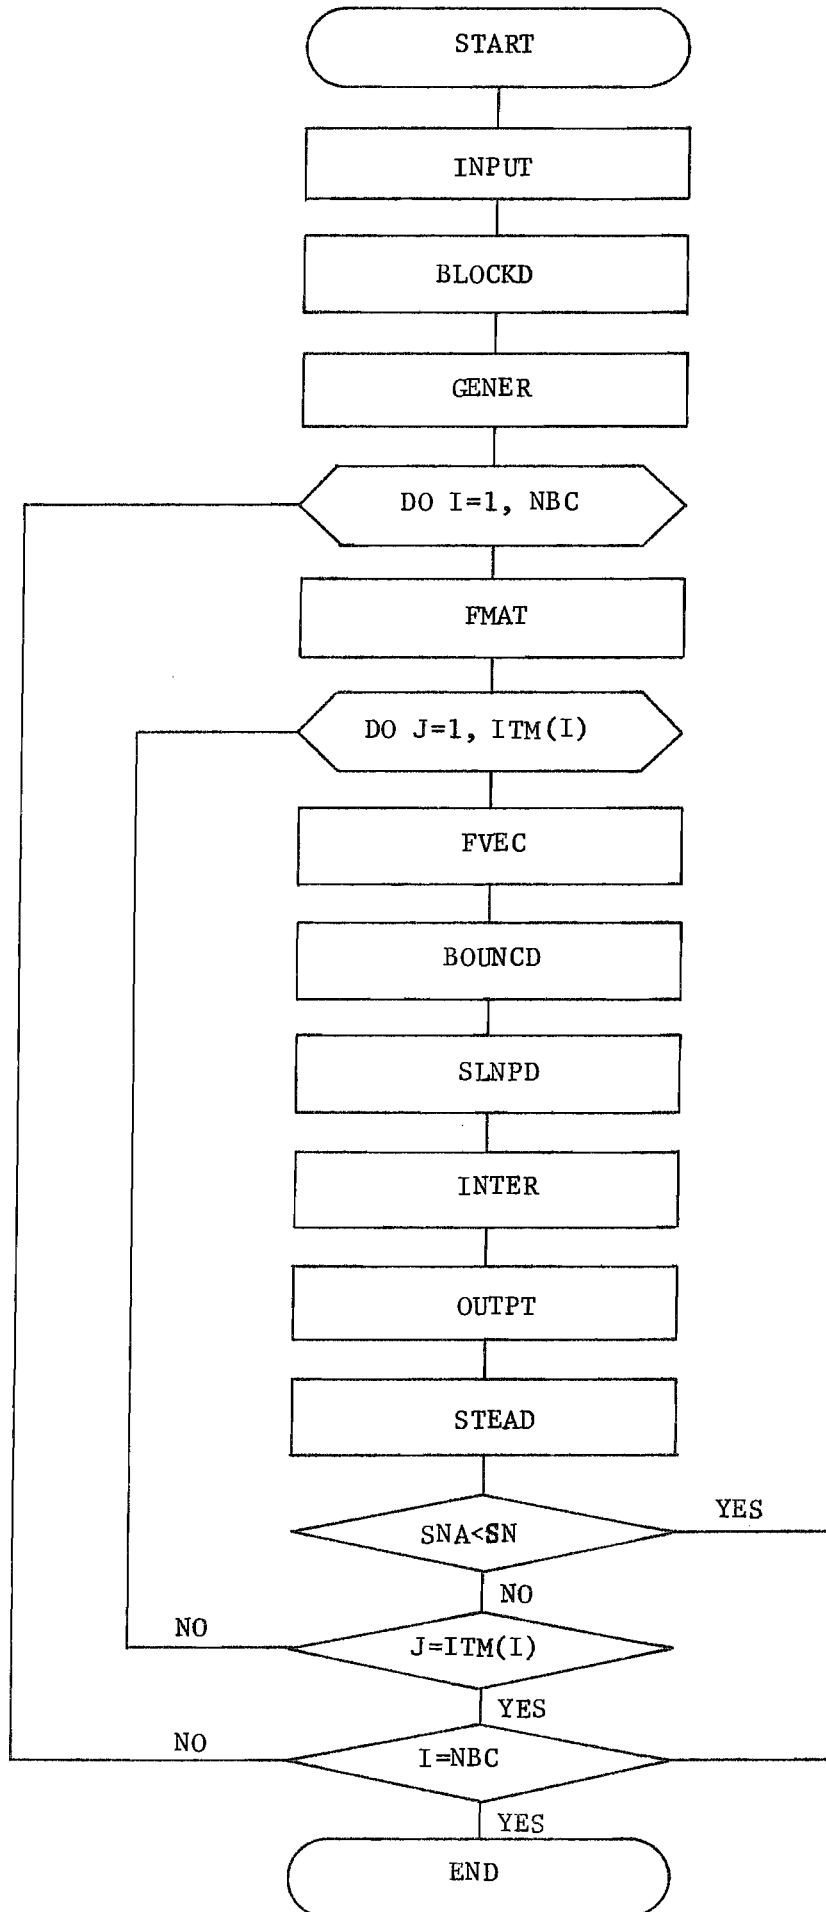 START
INPUT
BLOCKD
GENER
DO I=1, NBC
FMAT
DO J=1, ITM(I)
FVEC
BOUNCD
SLNPD
INTER
OUTPT
STEAD
YES
SNA<SN
NO
NO
J=ITM(I)
YES
NO
I=NBC
YES
END